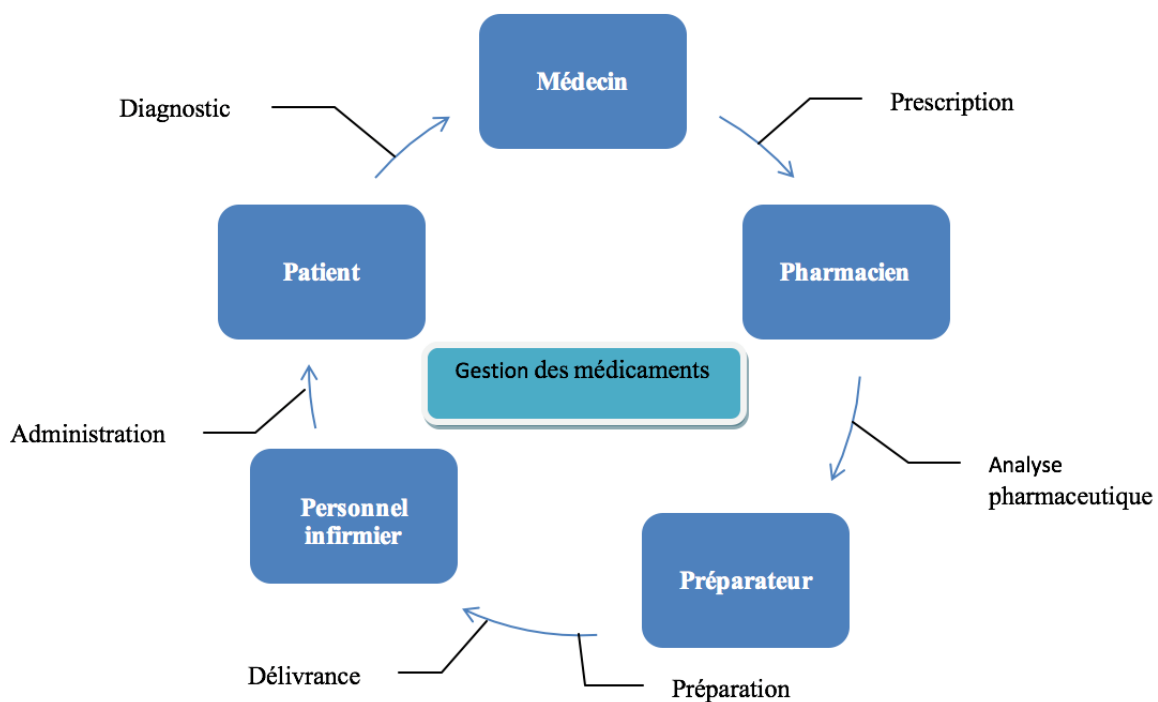 Médecin
Diagnostic
Prescription
Patient
Pharmacien
Gestion des médicaments
Administration
Analyse
pharmaceutique
Personnel
infirmier
Préparateur
Délivrance
Préparation